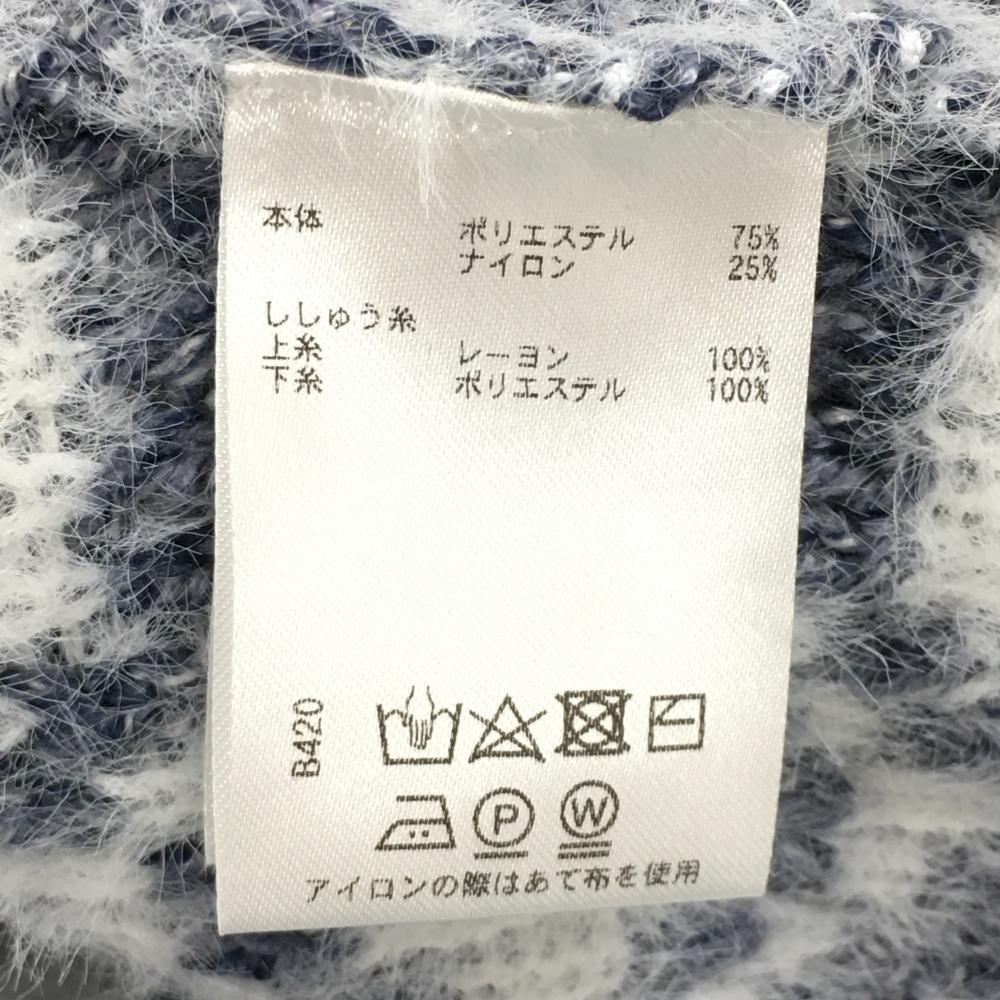 本体 ポリエステル 75%
ナイロン 25%
ししゅう糸
上糸 レーヨン 100%
下糸 ポリエステル 100%
B420
P W
アイロンの際はあて布を使用